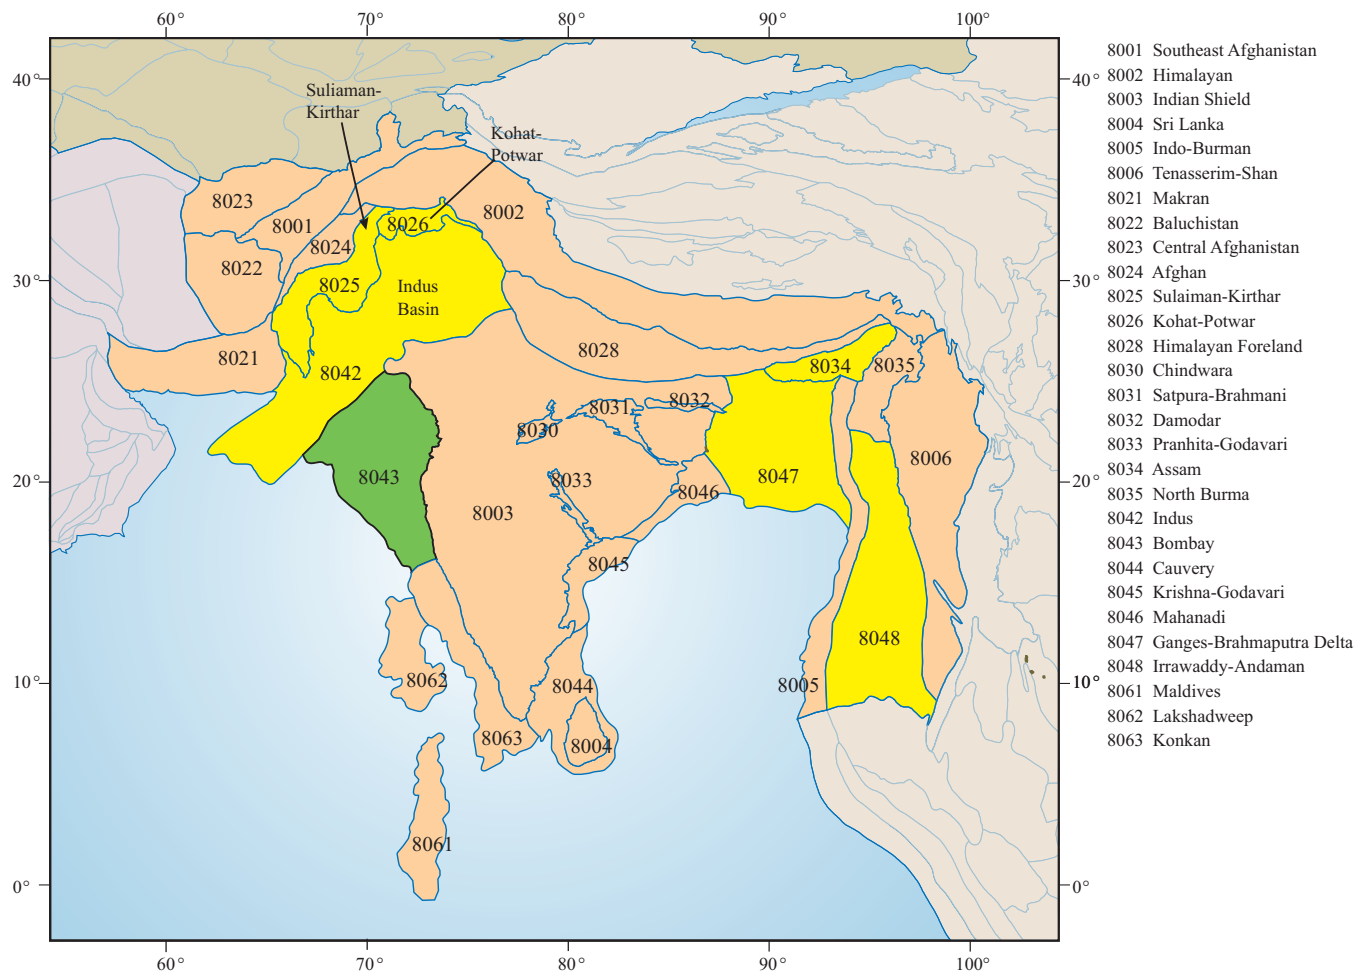 60°
70°
80°
90°
100°
40°
40°
Suliaman-
Kirthar
Kohat-
Potwar
8023
8001
8002
8026
8024
8022
8025
30°
30°
Indus
Basin
8021
8042
8028
8034
8035
8031
8032
8030
8043
8033
8003
8046
8047
8006
20°
20°
8045
8048
8062
8044
8005
10°
10°
8063
8004
8061
0°
0°
60°
70°
80°
90°
100°
8001 Southeast Afghanistan
8002 Himalayan
8003 Indian Shield
8004 Sri Lanka
8005 Indo-Burman
8006 Tenasserim-Shan
8021 Makran
8022 Baluchistan
8023 Central Afghanistan
8024 Afghan
8025 Sulaiman-Kirthar
8026 Kohat-Potwar
8028 Himalayan Foreland
8030 Chindwara
8031 Satpura-Brahmani
8032 Damodar
8033 Pranhita-Godavari
8034 Assam
8035 North Burma
8042 Indus
8043 Bombay
8044 Cauvery
8045 Krishna-Godavari
8046 Mahanadi
8047 Ganges-Brahmaputra Delta
8048 Irrawaddy-Andaman
8061 Maldives
8062 Lakshadweep
8063 Konkan